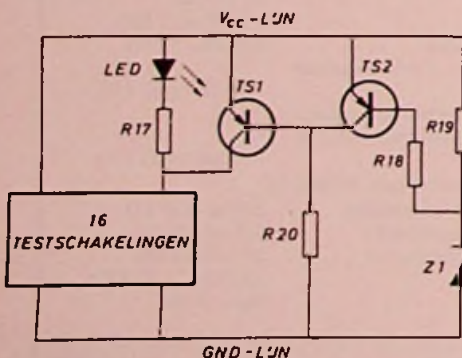 Vcc-LIJN
LED
TS1
TS2
R17
R19
R18
16
TESTSCHAKELINGEN
R20
Z1
GND-LIJN